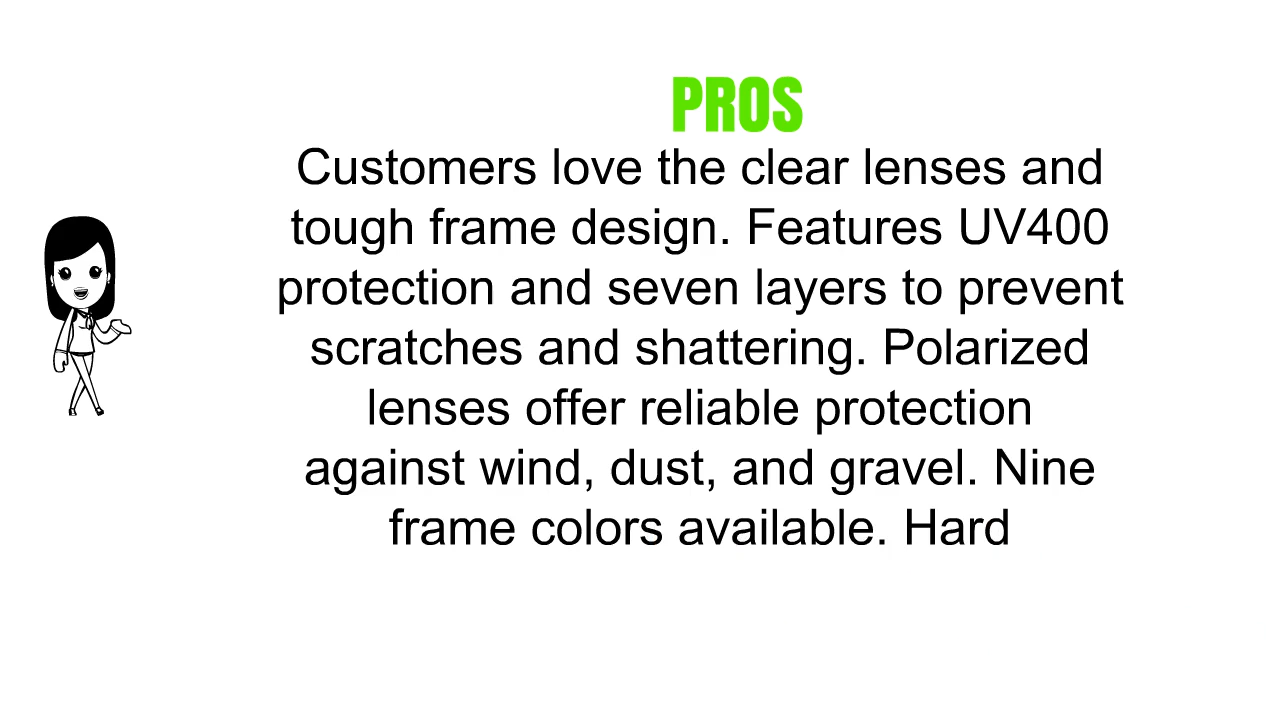 PROS
Customers love the clear lenses and
tough frame design. Features UV400
protection and seven layers to prevent
scratches and shattering. Polarized
lenses offer reliable protection
against wind, dust, and gravel. Nine
frame colors available. Hard